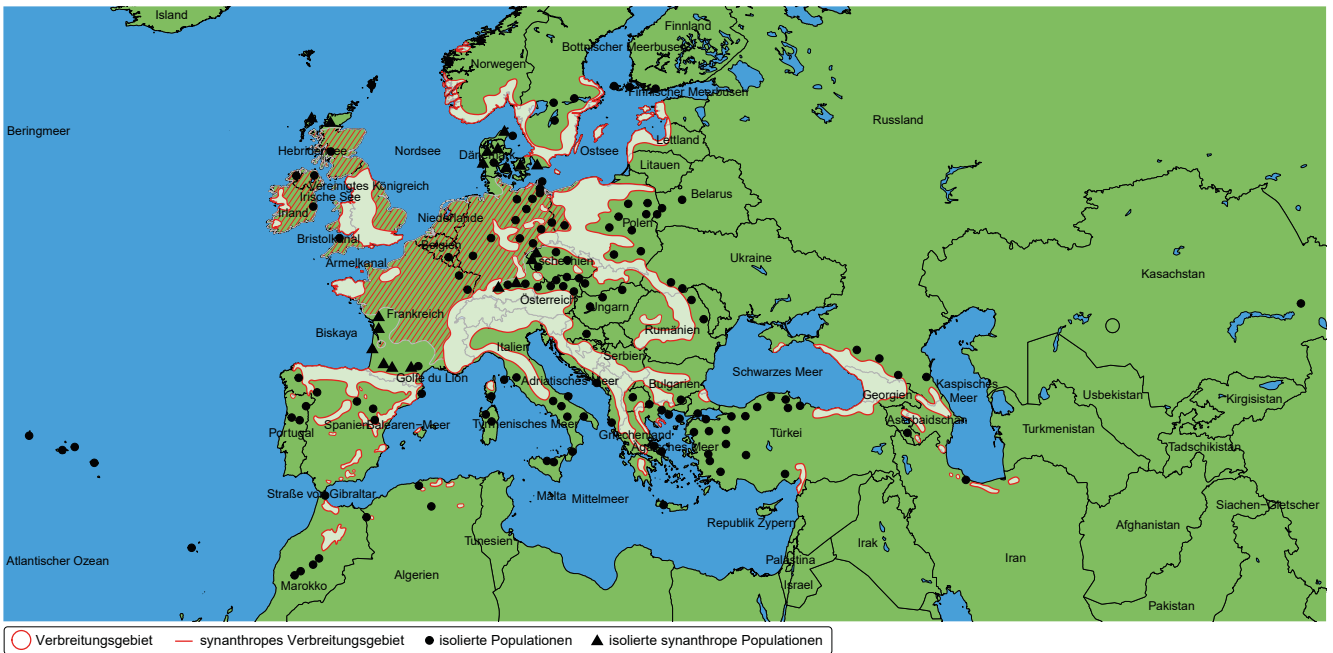 Island
Finnland
Bottnischer Meerbusen
Norwegen
Finnischer Meerbusen
Russland
Beringmeer
Hebridensee
Nordsee
Dänemark
Ostsee
Lettland
Litauen
Vereinigtes Königreich
Irische See
Irland
Niederlande
Belarus
Polen
Bristolkanal
Belgien
Ärmelkanal
Tschechien
Ukraine
Kasachstan
Österreich
Ungarn
Frankreich
Biskaya
Rumänien
Italien
Serbien
Golfe du Lion
Adriatisches Meer
Bulgarien
Schwarzes Meer
Georgien
Kaspisches
Meer
Usbekistan
Kirgisistan
Portugal
Spanien
Balearen−Meer
Tyrrhenisches Meer
Griechenland
Ägäisches Meer
Türkei
Aserbaidschan
Turkmenistan
Tadschikistan
Straße von Gibraltar
Malta
Mittelmeer
Republik Zypern
Afghanistan
Siachen−Gletscher
Atlantischer Ozean
Marokko
Algerien
Tunesien
Palästina
Israel
Irak
Iran
Pakistan
Verbreitungsgebiet
synanthropes Verbreitungsgebiet
isolierte Populationen
isolierte synanthrope Populationen